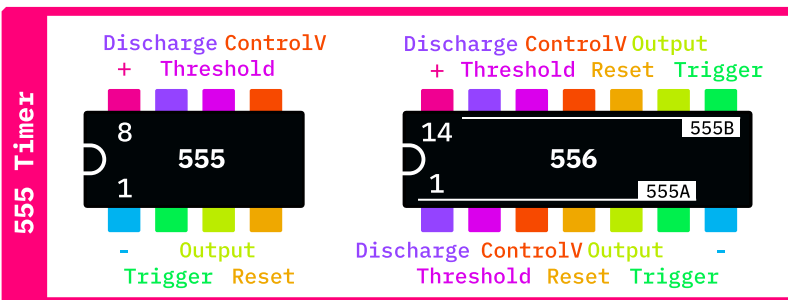 555 Timer
Discharge ControlV
+ Threshold
8
555
1
- Output
Trigger Reset
Discharge ControlV Output
+ Threshold Reset Trigger
14
555B
556
1
555A
Discharge ControlV Output -
Threshold Reset Trigger